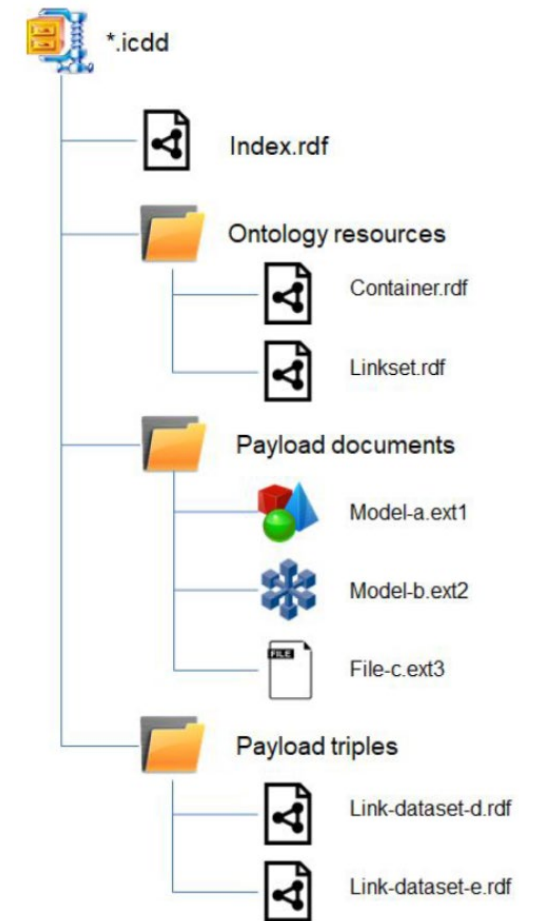 *.icdd
Index.rdf
Ontology resources
Container.rdf
Linkset.rdf
Payload documents
Model-a.ext1
Model-b.ext2
FILE
File-c.ext3
Payload triples
Link-dataset-d.rdf
Link-dataset-e.rdf